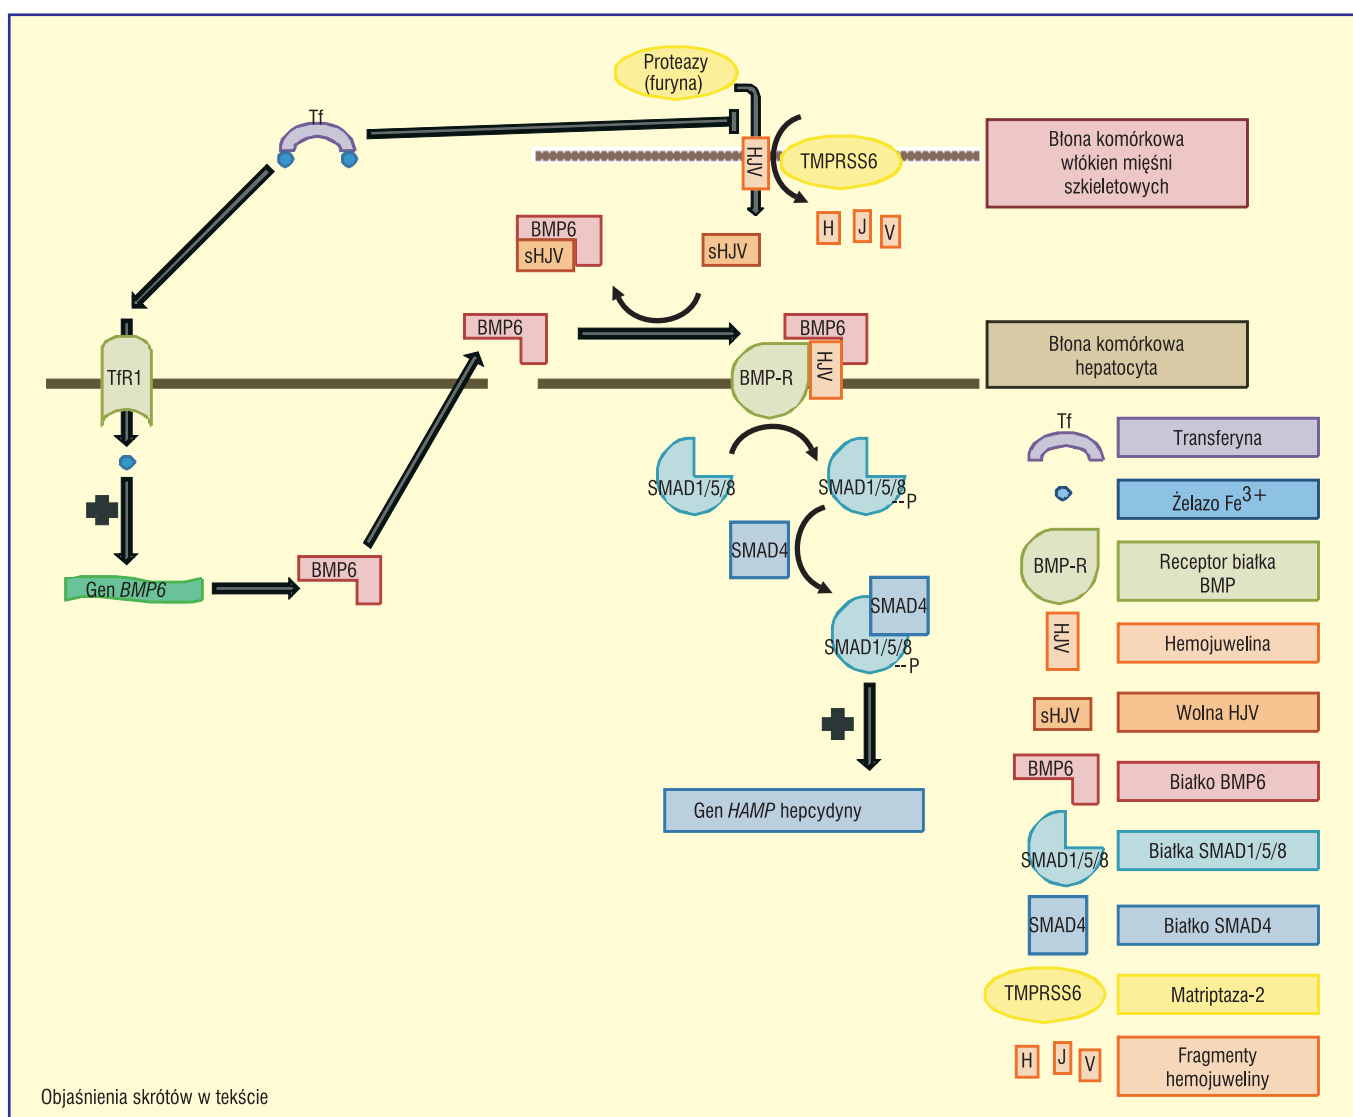 Proteazy
(furyna)
Tf
HJV
TMPRSS6
Błona komórkowa
włókien mięśni
szkieletowych
H
J
V
BMP6
sHJV
sHJV
BMP6
BMP6
TfR1
BMP-R
HJV
Błona komórkowa
hepatocyta
Tf
Transferyna
SMAD1/5/8
SMAD1/5/8
--P
Żelazo Fe3+
SMAD4
BMP-R
Receptor białka
BMP
Gen BMP6
BMP6
SMAD4
SMAD1/5/8
--P
HJV
Hemojuwelina
sHJV
Wolna HJV
BMP6
Białko BMP6
Gen HAMP hepcydyny
SMAD1/5/8
Białka SMAD1/5/8
SMAD4
Białko SMAD4
TMPRSS6
Matriptaza-2
H
J
V
Fragmenty
hemojuweliny
Objaśnienia skrótów w tekście